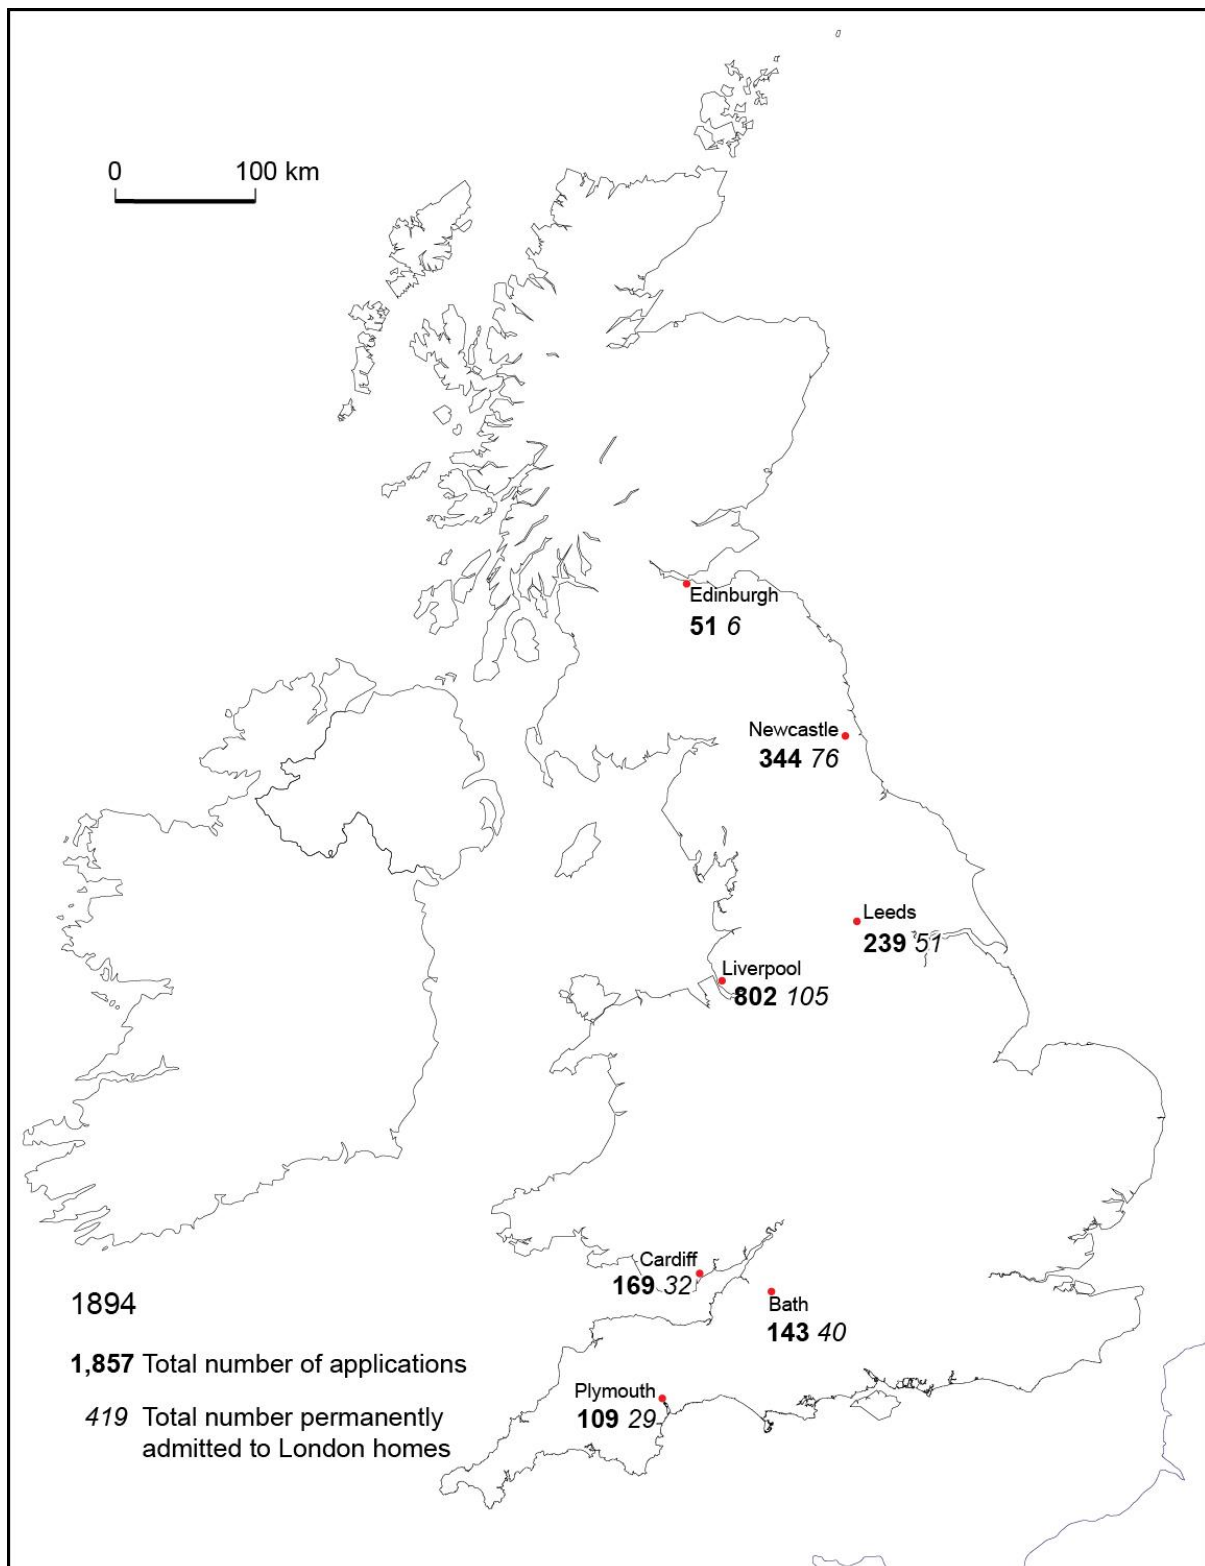 0 100 km
Edinburgh
51 6
Newcastle
344 76
Leeds
239 51
Liverpool
802 105
Cardiff
169 32
Bath
143 40
Plymouth
109 29
1894
1,857 Total number of applications
419 Total number permanently
admitted to London homes